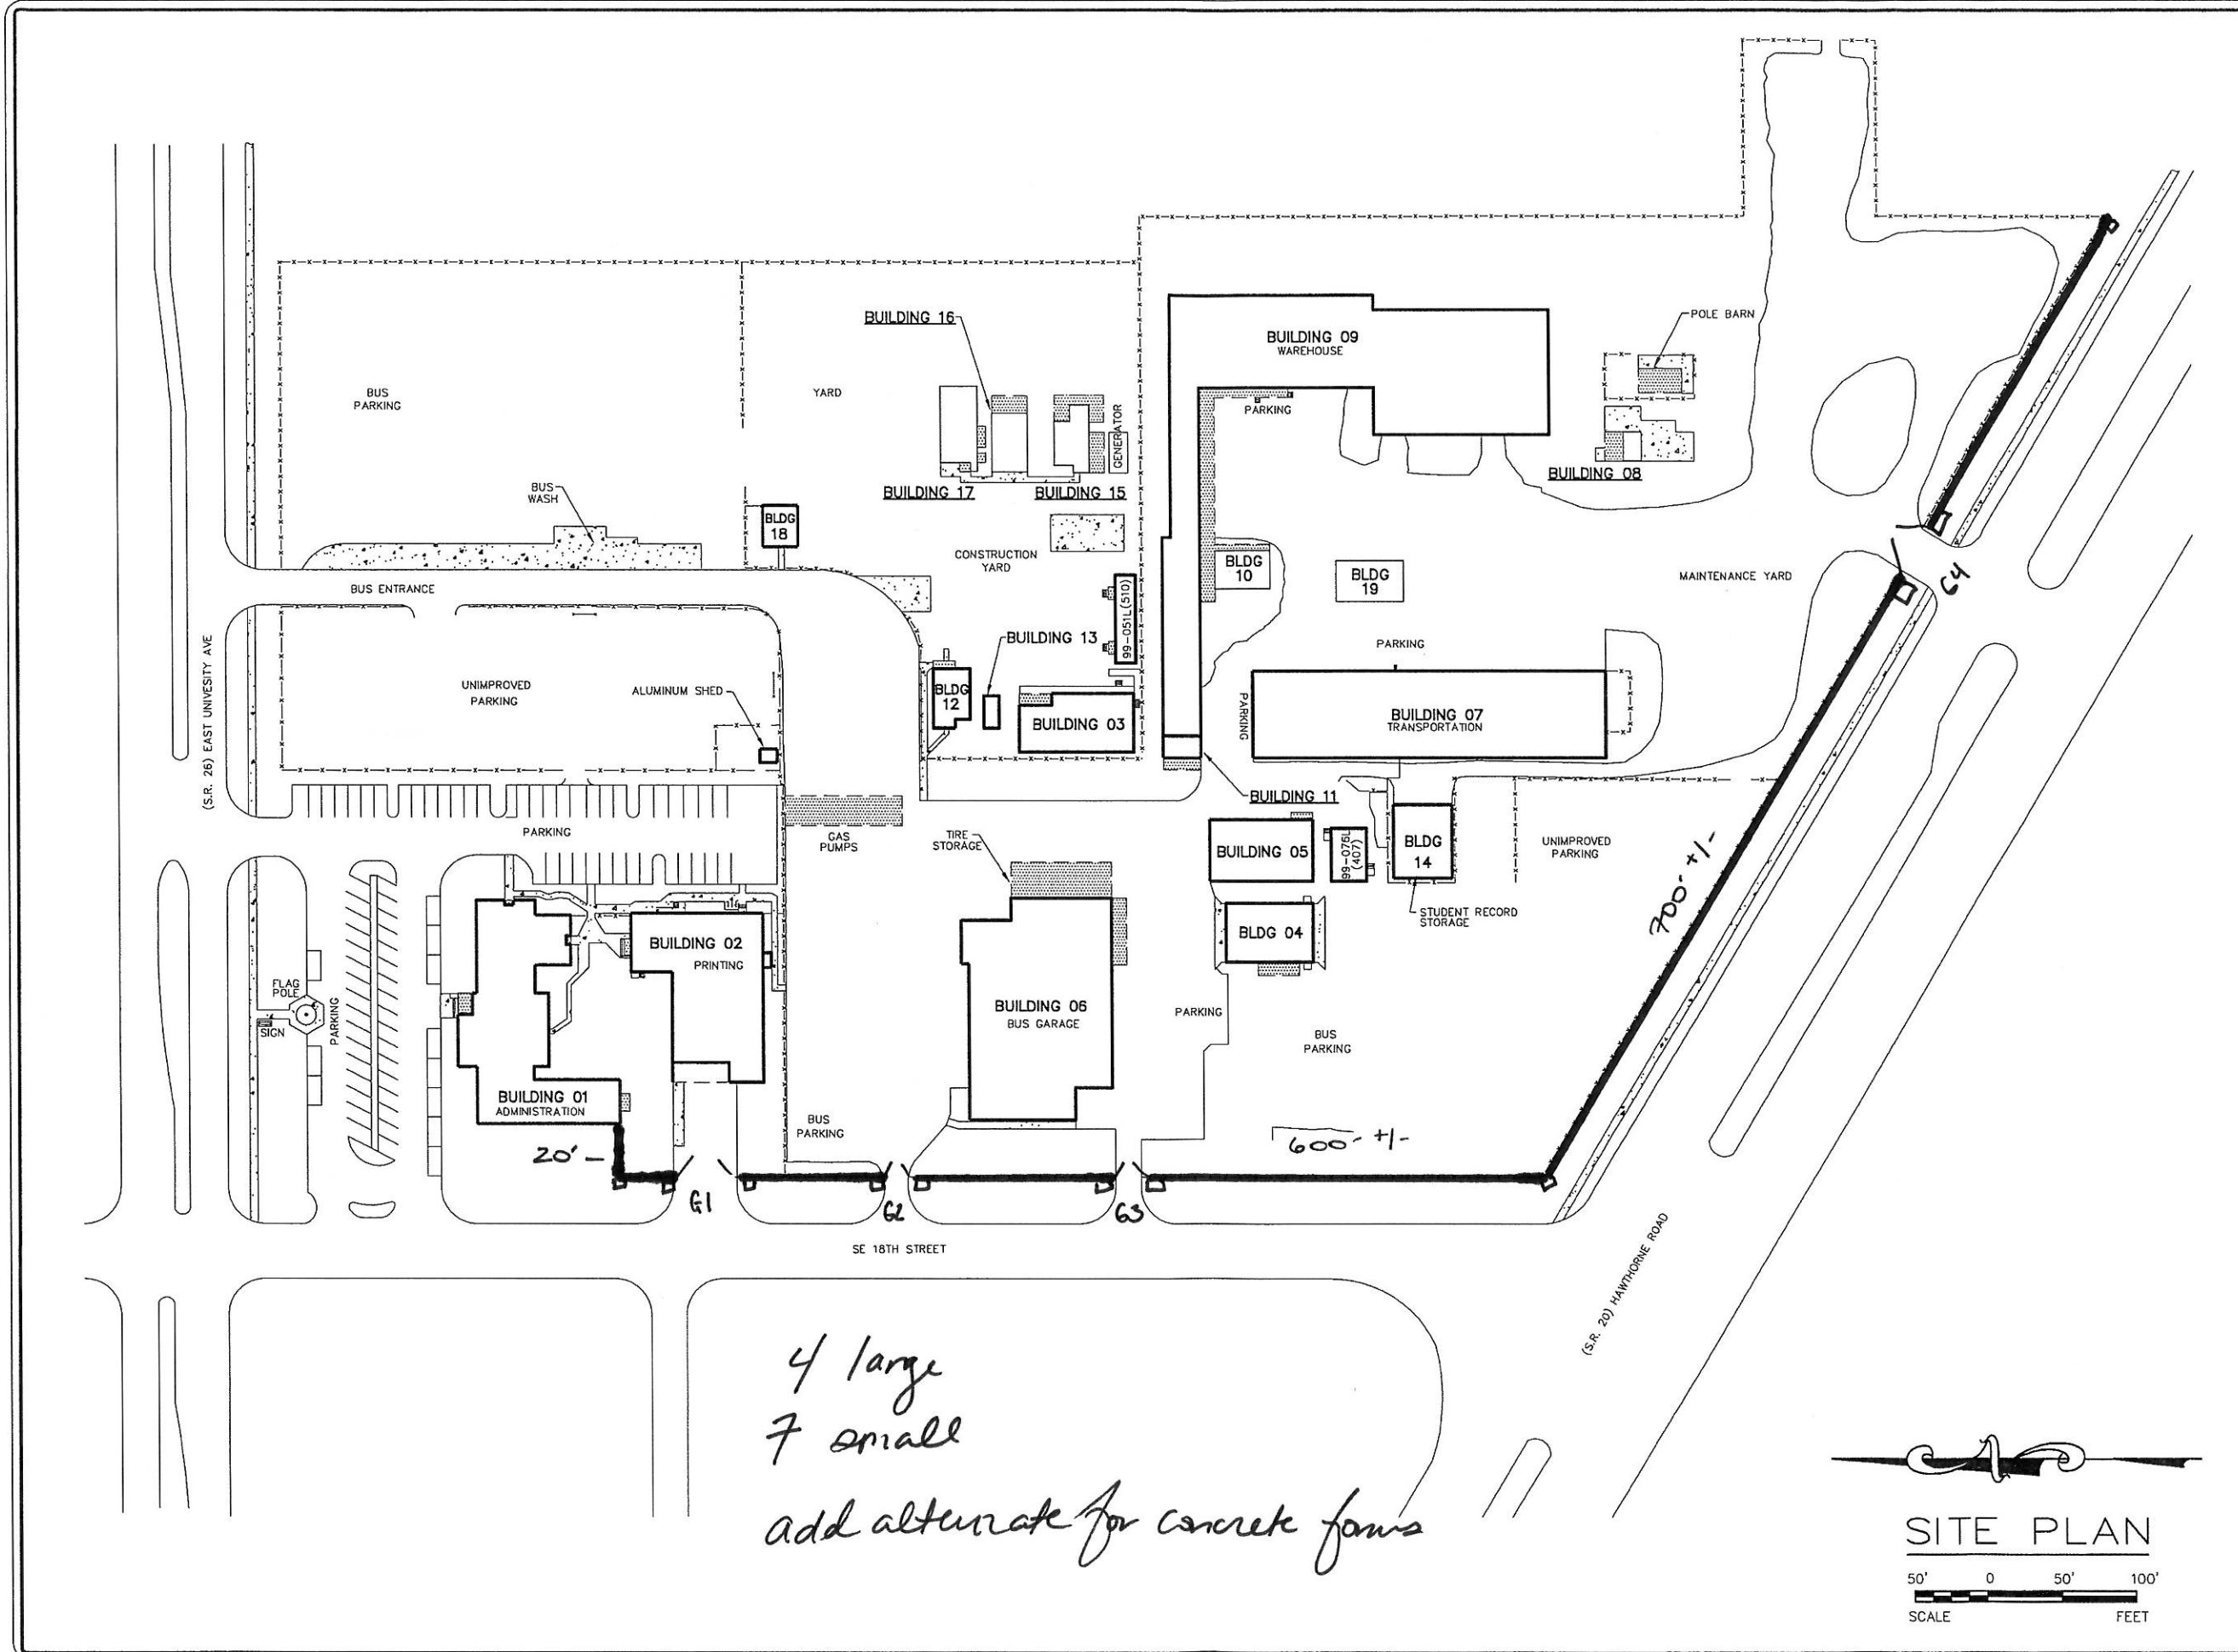 BUILDING 16
BUILDING 09
WAREHOUSE
POLE BARN
BUS
PARKING
YARD
PARKING
GENERATOR
BUILDING 08
BUS
WASH
BUILDING 17
BUILDING 15
BLDG
18
CONSTRUCTION
YARD
BLDG
10
BLDG
19
MAINTENANCE YARD
BUS ENTRANCE
99-051L(510)
G4
BUILDING 13
PARKING
(S.R. 26) EAST UNIVESITY AVE
UNIMPROVED
PARKING
ALUMINUM SHED
BLDG
12
BUILDING 03
PARKING
BUILDING 07
TRANSPORTATION
BUILDING 11
PARKING
GAS
PUMPS
TIRE
STORAGE
BUILDING 05
99-076L
(407)
BLDG
14
UNIMPROVED
PARKING
700' +/-
STUDENT RECORD
STORAGE
BLDG 04
BUILDING 02
PRINTING
FLAG
POLE
SIGN
PARKING
BUILDING 06
BUS GARAGE
PARKING
BUS
PARKING
BUILDING 01
ADMINISTRATION
BUS
PARKING
20'
600' +/-
G1
G2
G3
SE 18TH STREET
(S.R. 20) HAWTHORNE ROAD
4 large
7 small
add alternate for concrete forms
N
SITE PLAN
50' 0 50' 100'
SCALE FEET